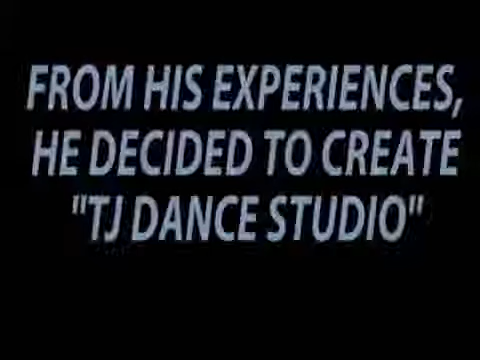 FROM HIS EXPERIENCES,
HE DECIDED TO CREATE
"TJ DANCE STUDIO"